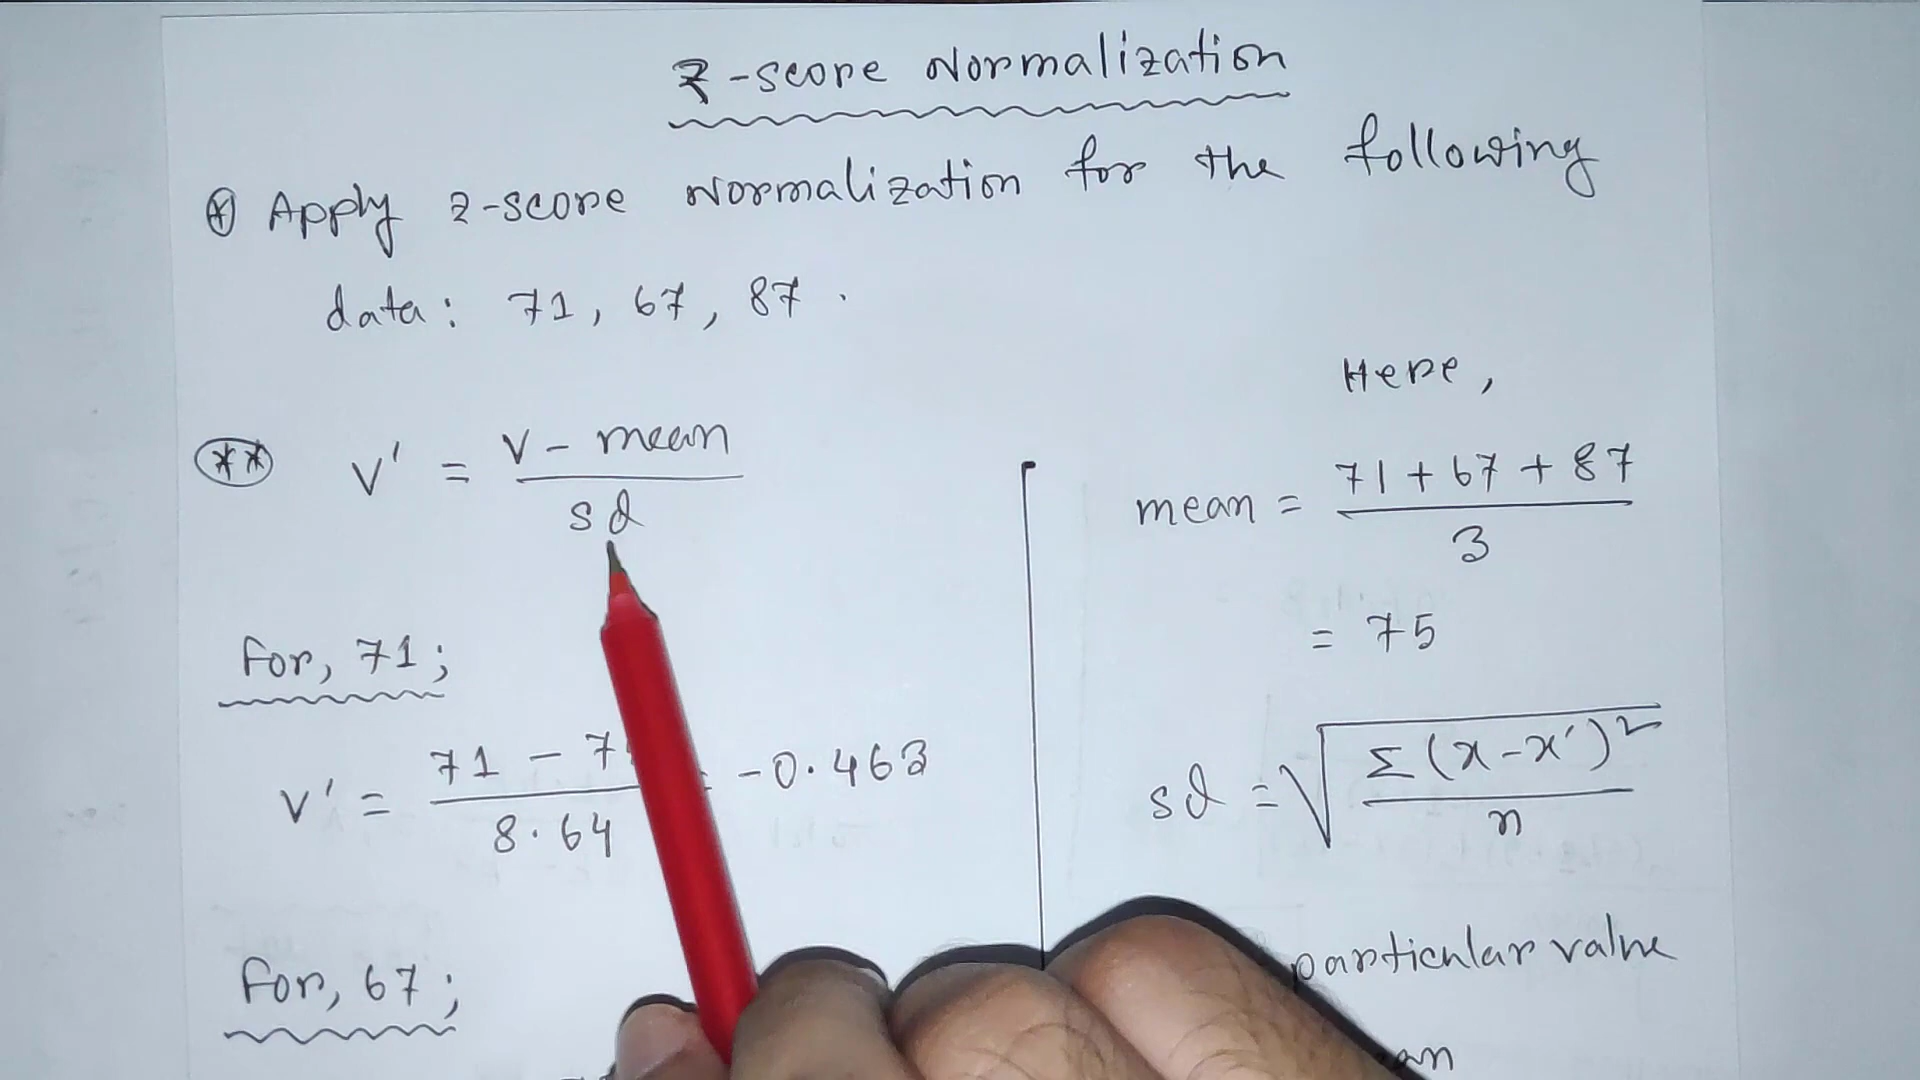 Z-score Normalization
* Apply z-score Normalization for the following
data: 71, 67, 87.
** v' = v - mean / sd
For, 71;
v' = 71 - 7 / 8.64 = -0.463
For, 67;
Here,
mean = 71 + 67 + 87 / 3
= 75
sd = √ Σ(x-x')² / n
particular value